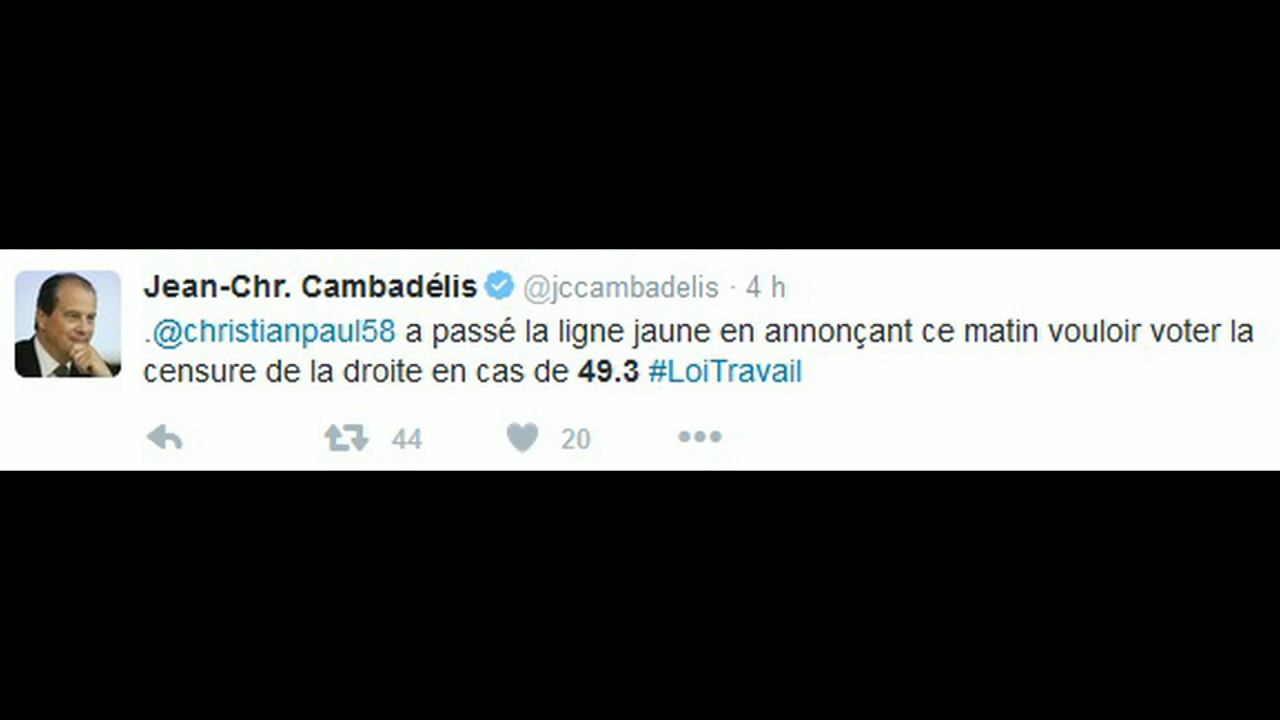 Jean-Chr. Cambadélis @jccambadelis · 4 h
.@christianpaul58 a passé la ligne jaune en annonçant ce matin vouloir voter la
censure de la droite en cas de 49.3 #LoiTravail
44 20